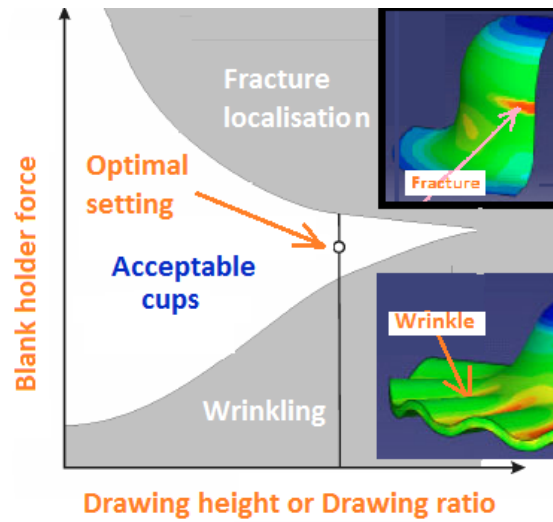 Fracture
localisation
Optimal
setting
Fracture
Acceptable
cups
Wrinkle
Wrinkling
Blank holder force
Drawing height or Drawing ratio